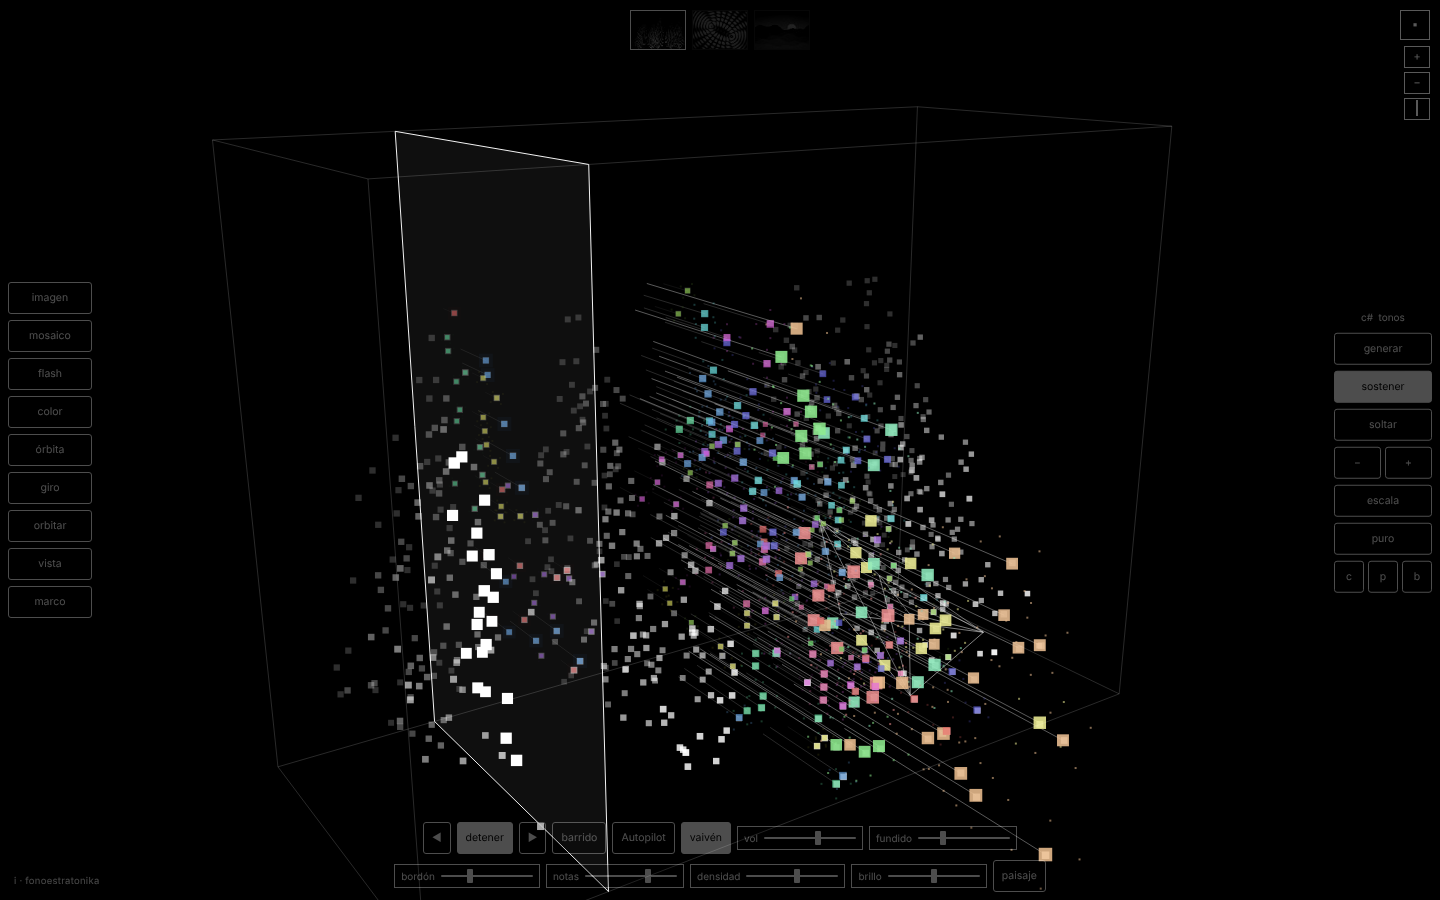 +
−
imagen
mosaico
flash
color
órbita
giro
orbitar
vista
marco
c# tonos
generar
sostener
soltar
− +
escala
puro
c p b
detener barrido Autopilot vaivén vol fundido
bordón notas densidad brillo paisaje
i · fonoestratonika